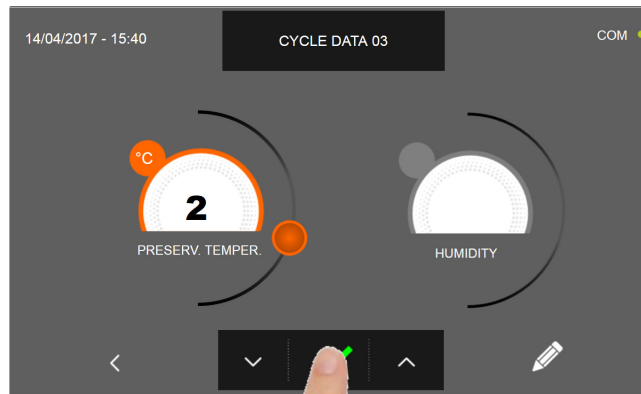 14/04/2017 - 15:40
CYCLE DATA 03
COM
°C
2
PRESERV. TEMPER.
HUMIDITY